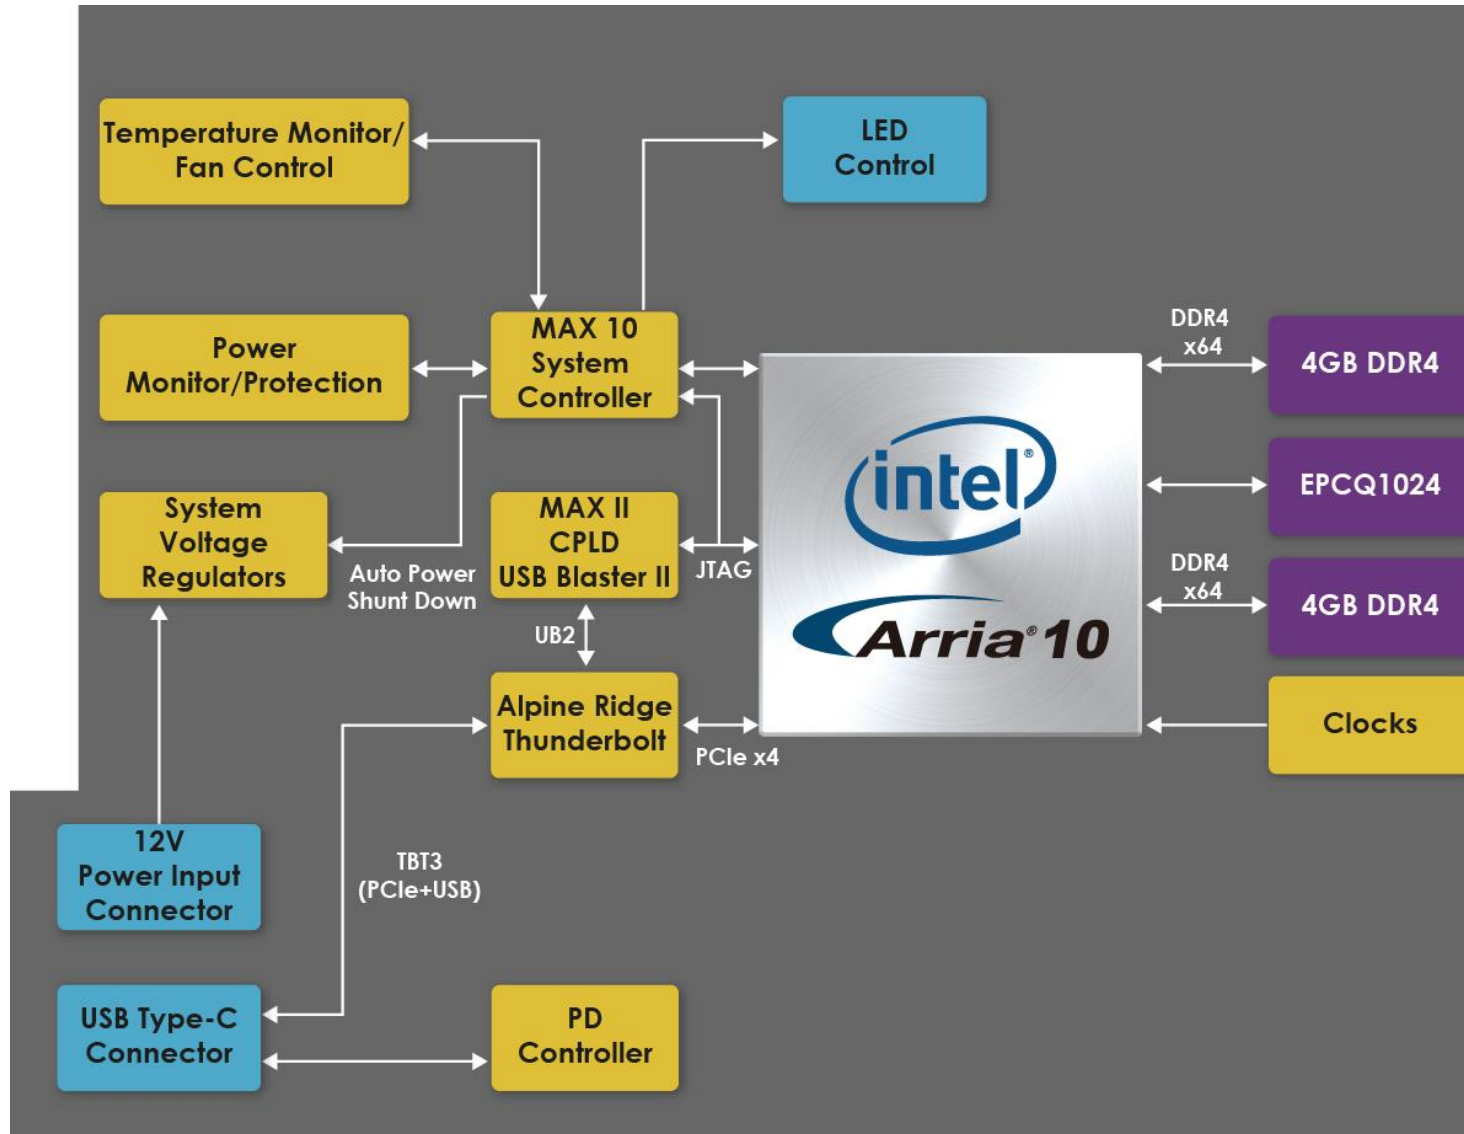 Temperature Monitor/
Fan Control
LED
Control
Power
Monitor/Protection
MAX 10
System
Controller
DDR4
x64
4GB DDR4
intel®
EPCQ1024
System
Voltage
Regulators
Auto Power
Shunt Down
MAX II
CPLD
USB Blaster II
JTAG
DDR4
x64
4GB DDR4
Arria® 10
UB2
Alpine Ridge
Thunderbolt
PCIe x4
Clocks
12V
Power Input
Connector
TBT3
(PCIe+USB)
USB Type-C
Connector
PD
Controller